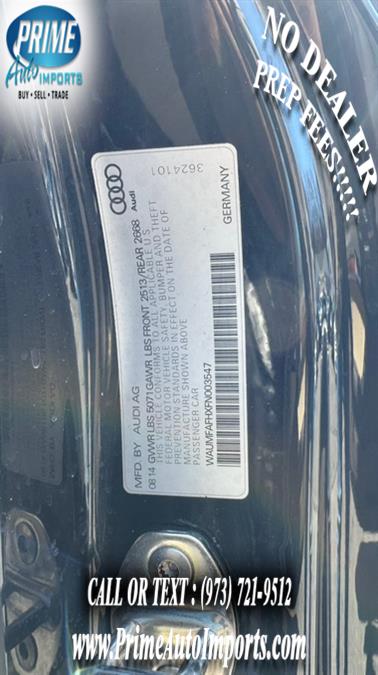 PRIME
Auto
IMPORTS
BUY • SELL • TRADE
NO DEALER
PREP FEES!!!!
3624101
Audi
MFD BY AUDI AG
08 14 GVWR LBS 5071 GAWR LBS FRONT 2513/REAR 2668
THIS VEHICLE CONFORMS TO ALL APPLICABLE U.S.
FEDERAL MOTOR VEHICLE SAFETY, BUMPER AND THEFT
PREVENTION STANDARDS IN EFFECT ON THE DATE OF
MANUFACTURE SHOWN ABOVE.
PASSENGER CAR
WAUMFAFHXFN003547
GERMANY
CALL OR TEXT : (973) 721-9512
www.PrimeAutoImports.com